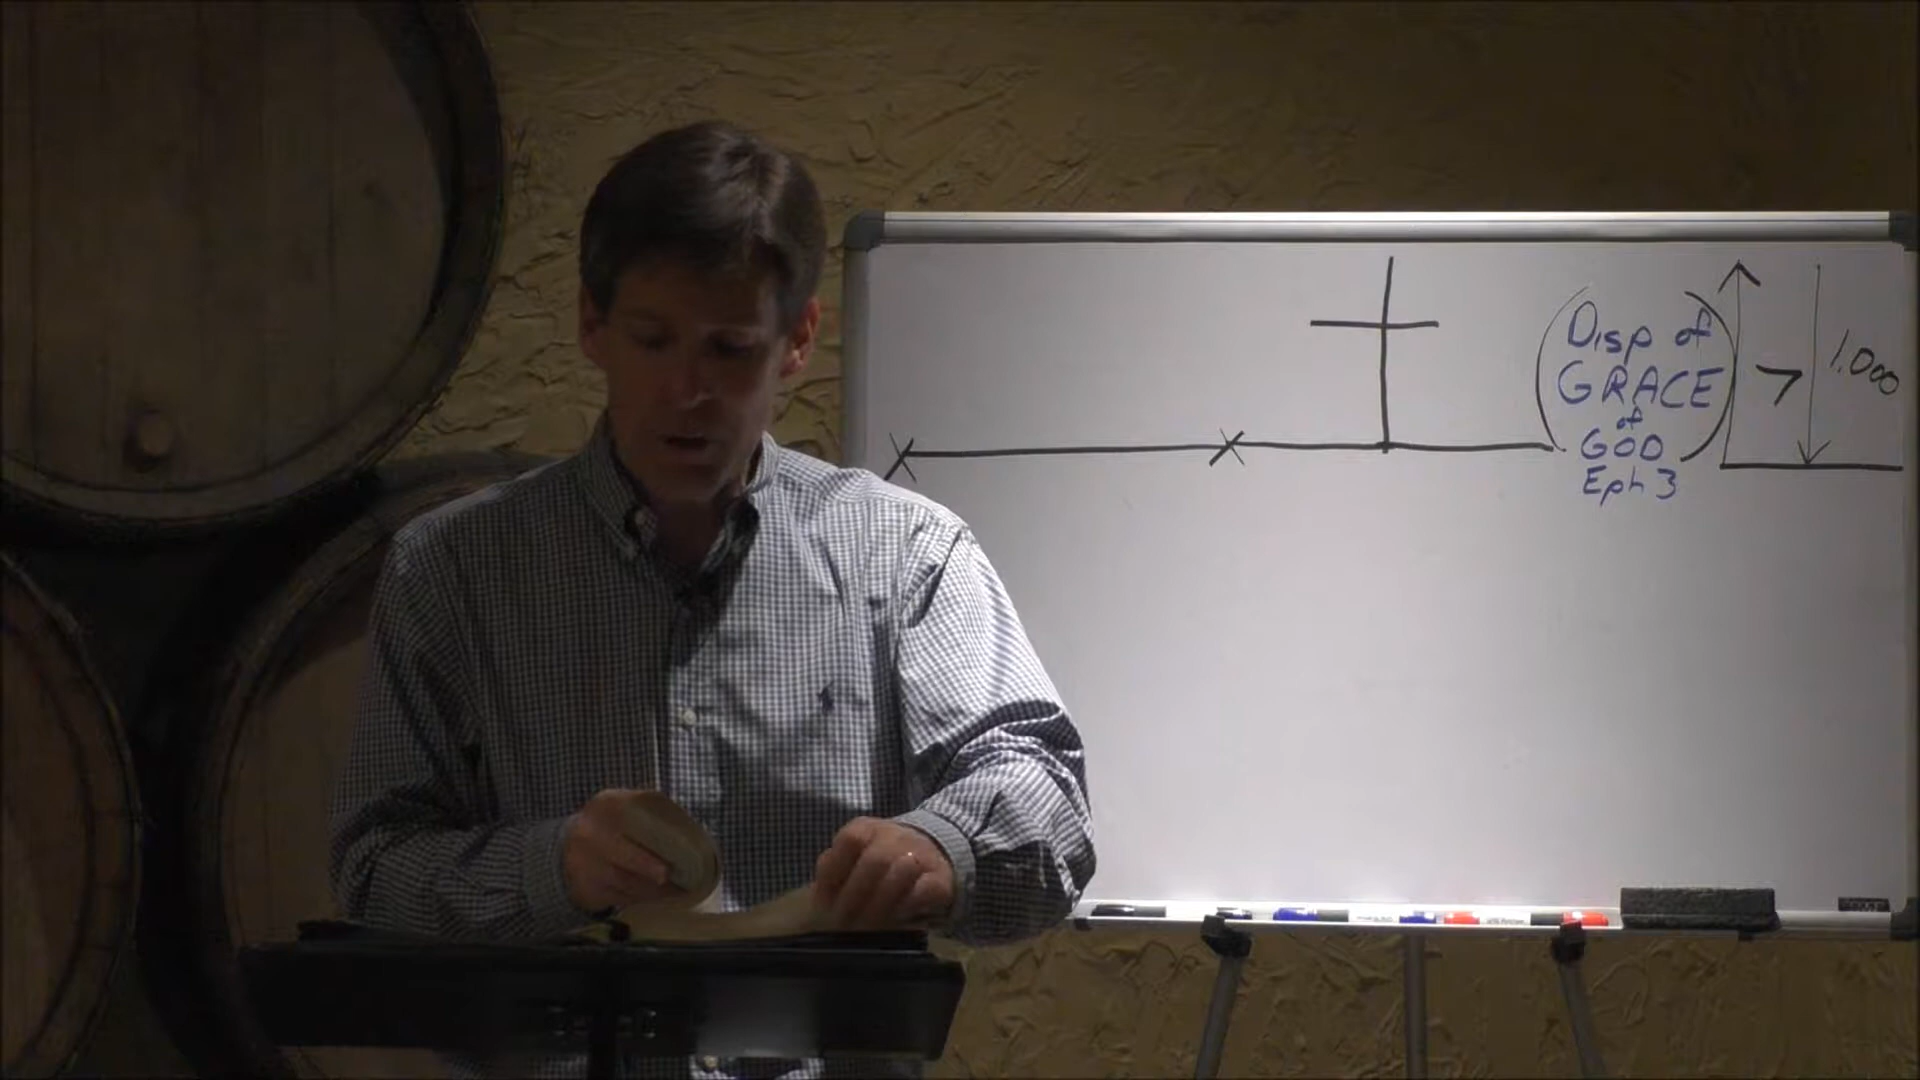 Disp of
GRACE
of
GOD
Eph 3
7
1,000